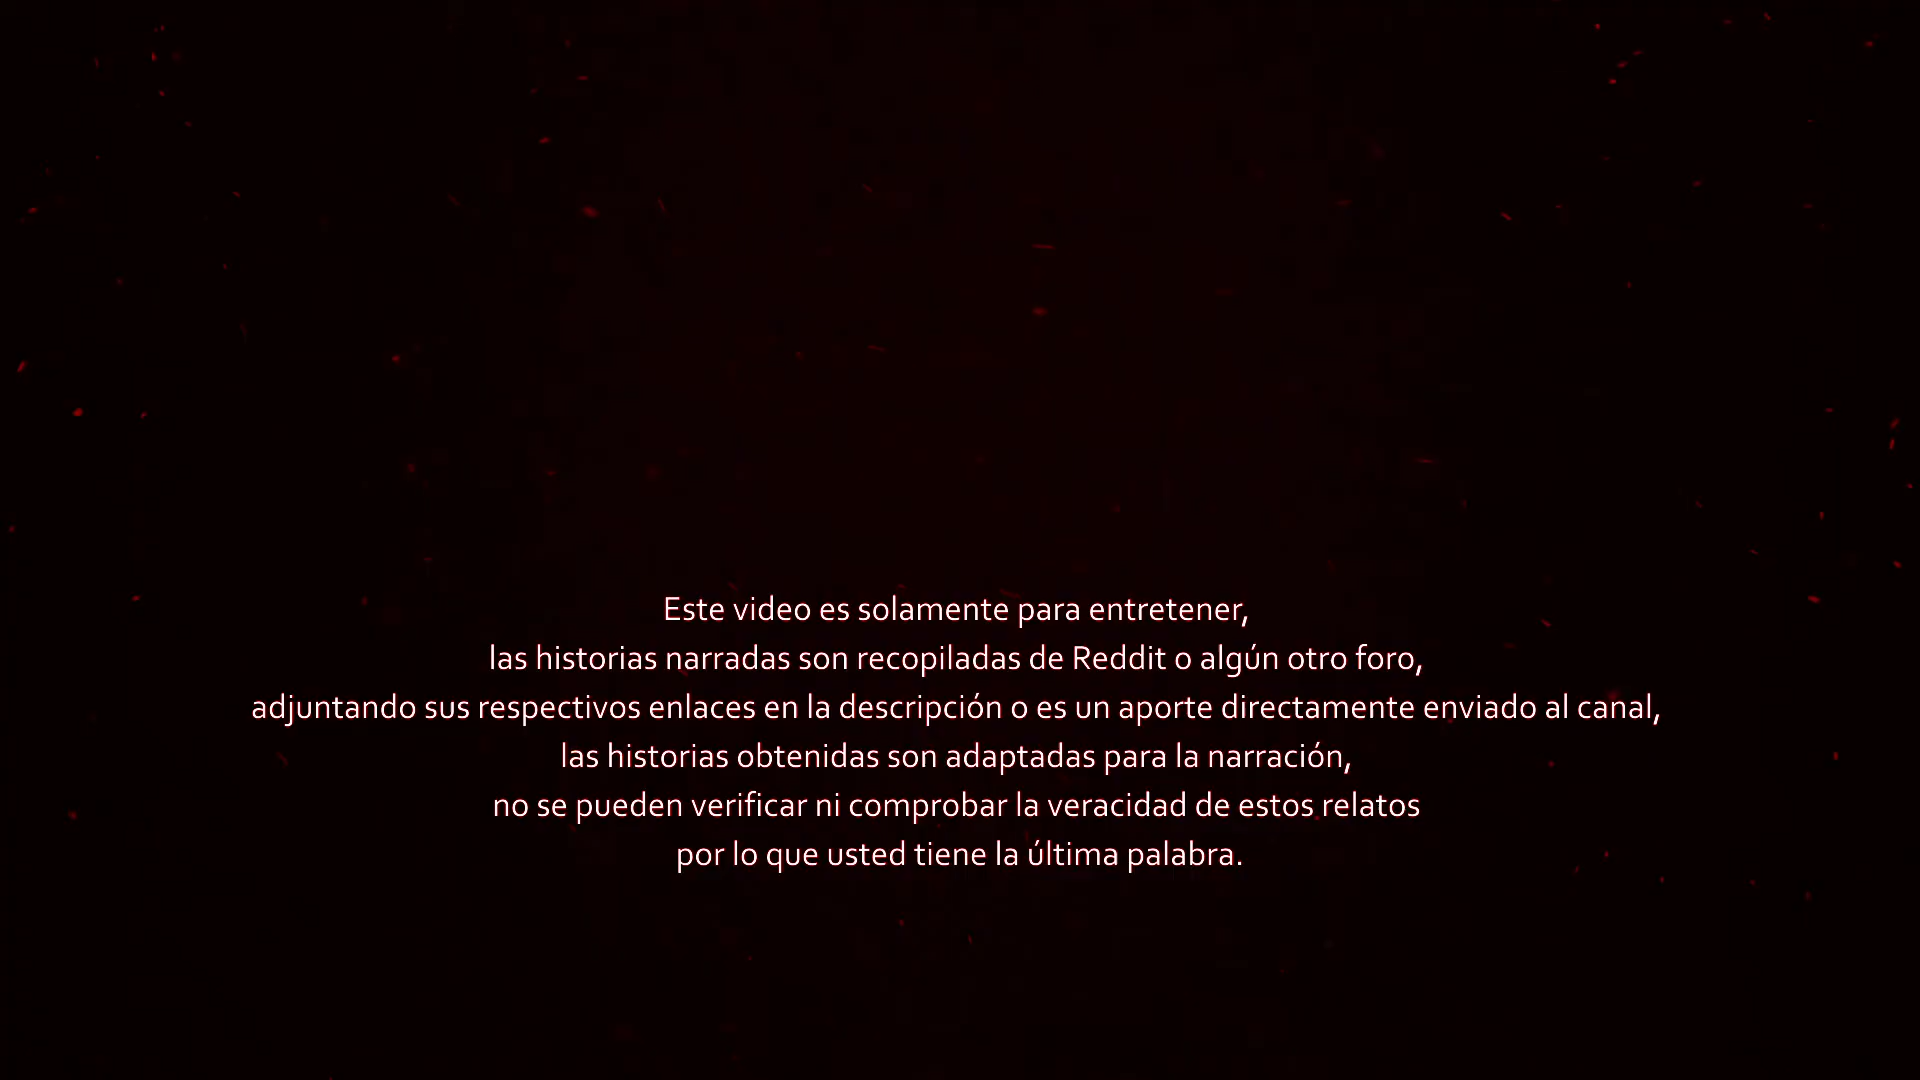 Este video es solamente para entretener,
las historias narradas son recopiladas de Reddit o algún otro foro,
adjuntando sus respectivos enlaces en la descripción o es un aporte directamente enviado al canal,
las historias obtenidas son adaptadas para la narración,
no se pueden verificar ni comprobar la veracidad de estos relatos
por lo que usted tiene la última palabra.